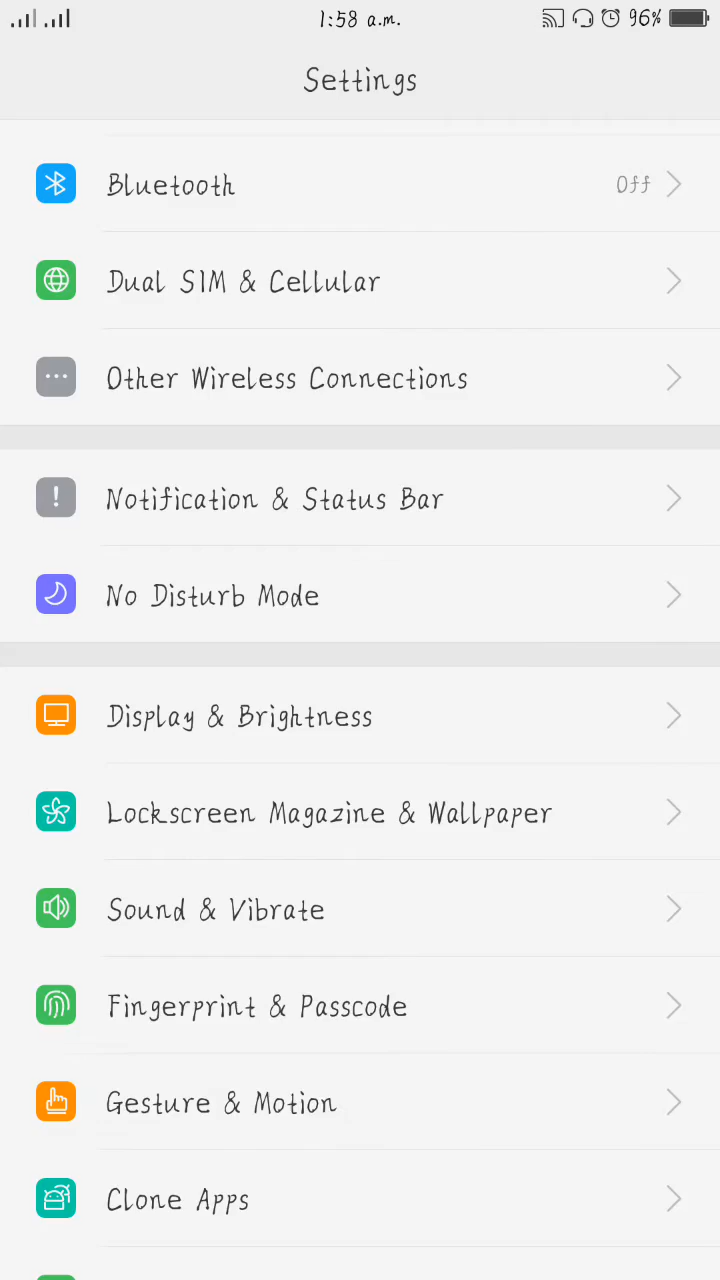 1:58 a.m.
96%
Settings
Bluetooth
Off
Dual SIM & Cellular
Other Wireless Connections
Notification & Status Bar
No Disturb Mode
Display & Brightness
Lockscreen Magazine & Wallpaper
Sound & Vibrate
Fingerprint & Passcode
Gesture & Motion
Clone Apps